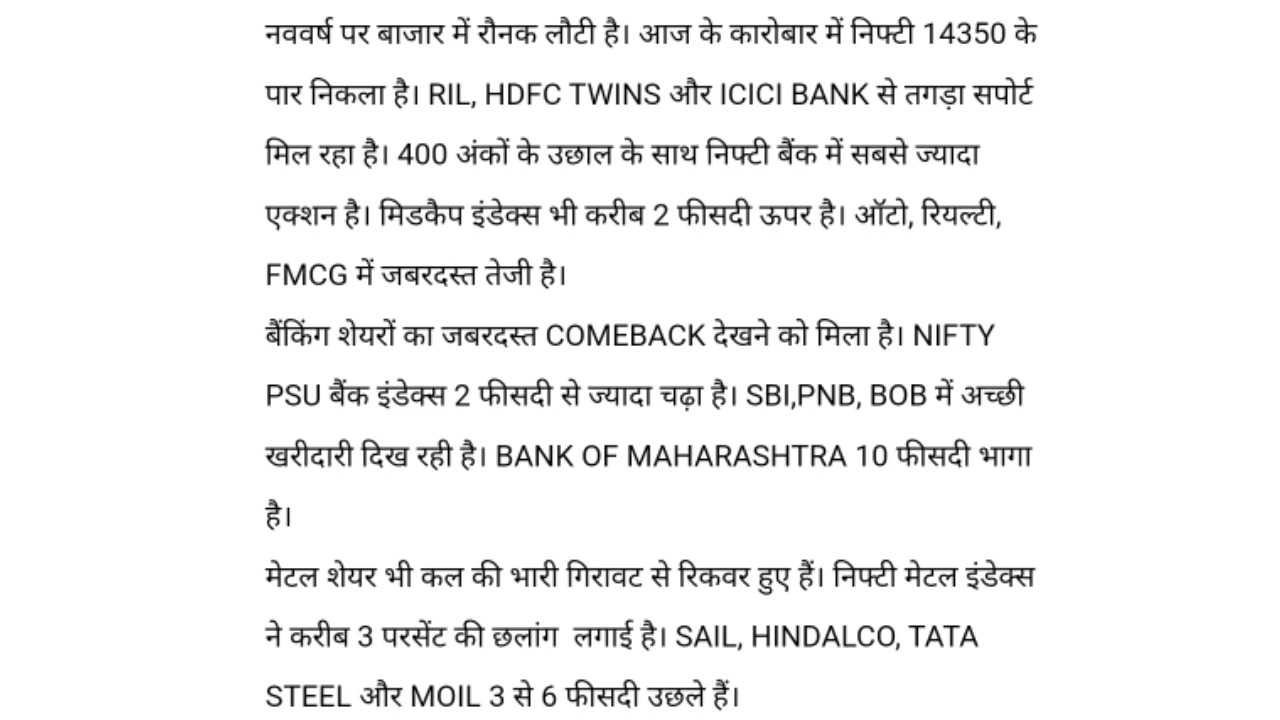 नववर्ष पर बाजार में रौनक लौटी है। आज के कारोबार में निफ्टी 14350 के
पार निकला है। RIL, HDFC TWINS और ICICI BANK से तगड़ा सपोर्ट
मिल रहा है। 400 अंकों के उछाल के साथ निफ्टी बैंक में सबसे ज्यादा
एक्शन है। मिडकैप इंडेक्स भी करीब 2 फीसदी ऊपर है। ऑटो, रियल्टी,
FMCG में जबरदस्त तेजी है।
बैंकिंग शेयरों का जबरदस्त COMEBACK देखने को मिला है। NIFTY
PSU बैंक इंडेक्स 2 फीसदी से ज्यादा चढ़ा है। SBI,PNB, BOB में अच्छी
खरीदारी दिख रही है। BANK OF MAHARASHTRA 10 फीसदी भागा
है।
मेटल शेयर भी कल की भारी गिरावट से रिकवर हुए हैं। निफ्टी मेटल इंडेक्स
ने करीब 3 परसेंट की छलांग  लगाई है। SAIL, HINDALCO, TATA
STEEL और MOIL 3 से 6 फीसदी उछले हैं।